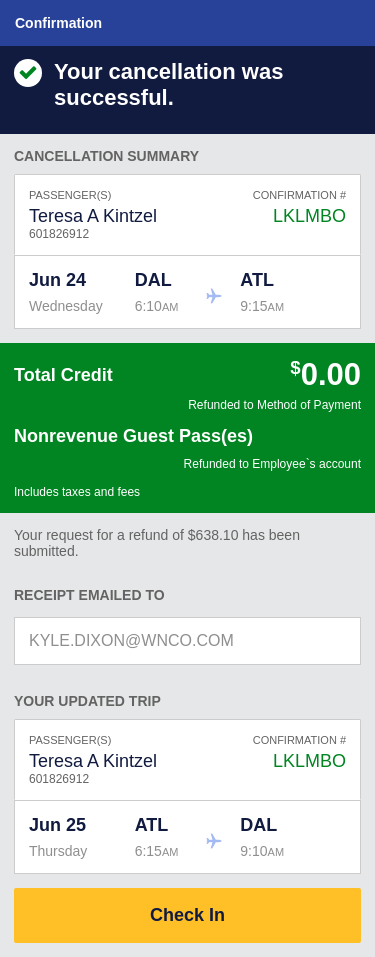 Confirmation
Your cancellation was
successful.
CANCELLATION SUMMARY
PASSENGER(S) CONFIRMATION #
Teresa A Kintzel LKLMBO
601826912
Jun 24 DAL ATL
Wednesday 6:10AM 9:15AM
Total Credit $0.00
Refunded to Method of Payment
Nonrevenue Guest Pass(es)
Refunded to Employee`s account
Includes taxes and fees
Your request for a refund of $638.10 has been
submitted.
RECEIPT EMAILED TO
KYLE.DIXON@WNCO.COM
YOUR UPDATED TRIP
PASSENGER(S) CONFIRMATION #
Teresa A Kintzel LKLMBO
601826912
Jun 25 ATL DAL
Thursday 6:15AM 9:10AM
Check In